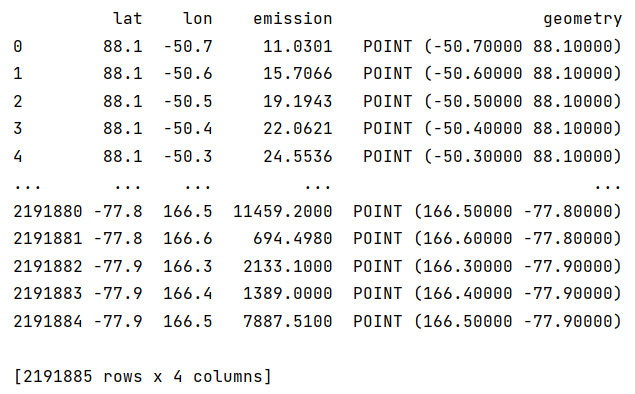 lat lon emission geometry
0 88.1 -50.7 11.0301 POINT (-50.70000 88.10000)
1 88.1 -50.6 15.7066 POINT (-50.60000 88.10000)
2 88.1 -50.5 19.1943 POINT (-50.50000 88.10000)
3 88.1 -50.4 22.0621 POINT (-50.40000 88.10000)
4 88.1 -50.3 24.5536 POINT (-50.30000 88.10000)
... ... ... ... ...
2191880 -77.8 166.5 11459.2000 POINT (166.50000 -77.80000)
2191881 -77.8 166.6 694.4980 POINT (166.60000 -77.80000)
2191882 -77.9 166.3 2133.1000 POINT (166.30000 -77.90000)
2191883 -77.9 166.4 1389.0000 POINT (166.40000 -77.90000)
2191884 -77.9 166.5 7887.5100 POINT (166.50000 -77.90000)
[2191885 rows x 4 columns]